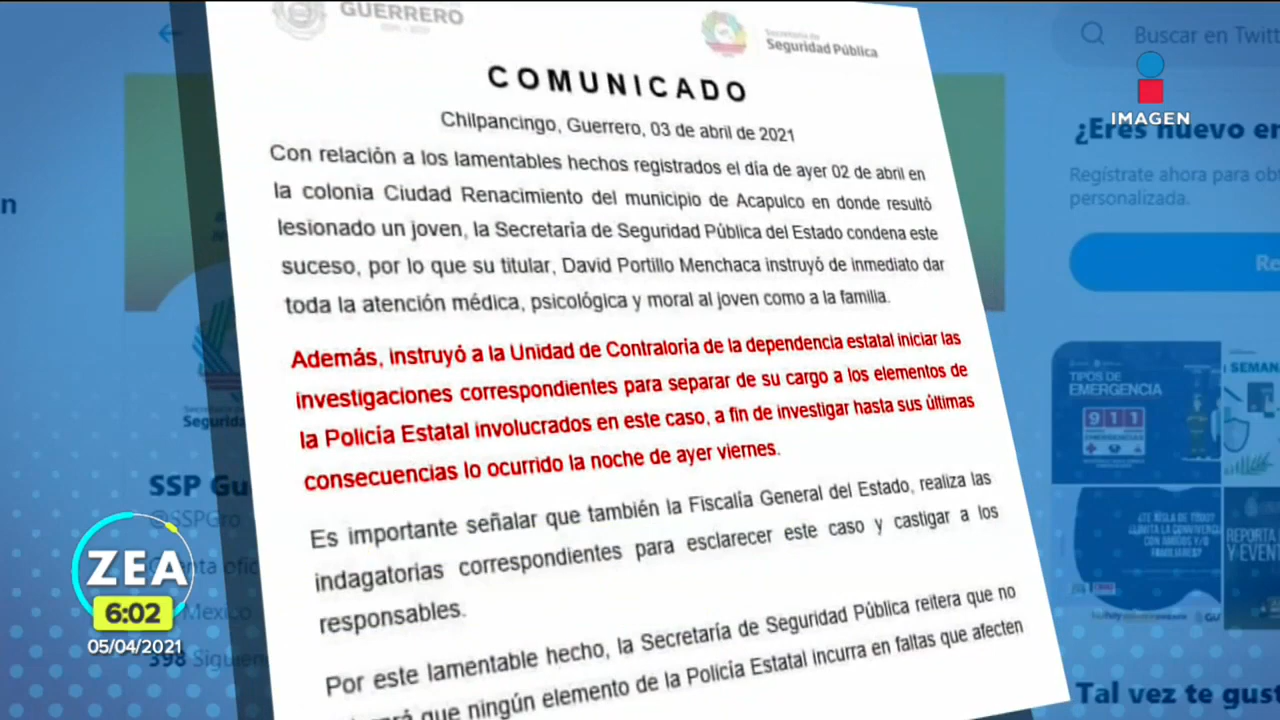 GUERRERO
Secretaría de
Seguridad Pública
COMUNICADO
Chilpancingo, Guerrero, 03 de abril de 2021
Con relación a los lamentables hechos registrados el día de ayer 02 de abril en
la colonia Ciudad Renacimiento del municipio de Acapulco en donde resultó
lesionado un joven, la Secretaría de Seguridad Pública del Estado condena este
suceso, por lo que su titular, David Portillo Menchaca instruyó de inmediato dar
toda la atención médica, psicológica y moral al joven como a la familia.
Además, instruyó a la Unidad de Contraloría de la dependencia estatal iniciar las
investigaciones correspondientes para separar de su cargo a los elementos de
la Policía Estatal involucrados en este caso, a fin de investigar hasta sus últimas
consecuencias lo ocurrido la noche de ayer viernes.
Es importante señalar que también la Fiscalía General del Estado, realiza las
indagatorias correspondientes para esclarecer este caso y castigar a los
responsables.
Por este lamentable hecho, la Secretaría de Seguridad Pública reitera que no
que ningún elemento de la Policía Estatal incurra en faltas que afecten
Buscar en Twitt
IMAGEN
¿Eres nuevo en
Regístrate ahora para obt
personalizada.
Re
TIPOS DE
EMERGENCIA
911
SEMANA
REPORTA
Y EVEN
Tal vez te gust
n
Segurida
SSP Gu
@SSPGro
nta ofic
Mexico
398 Siguien
ZEA
6:02
05/04/2021